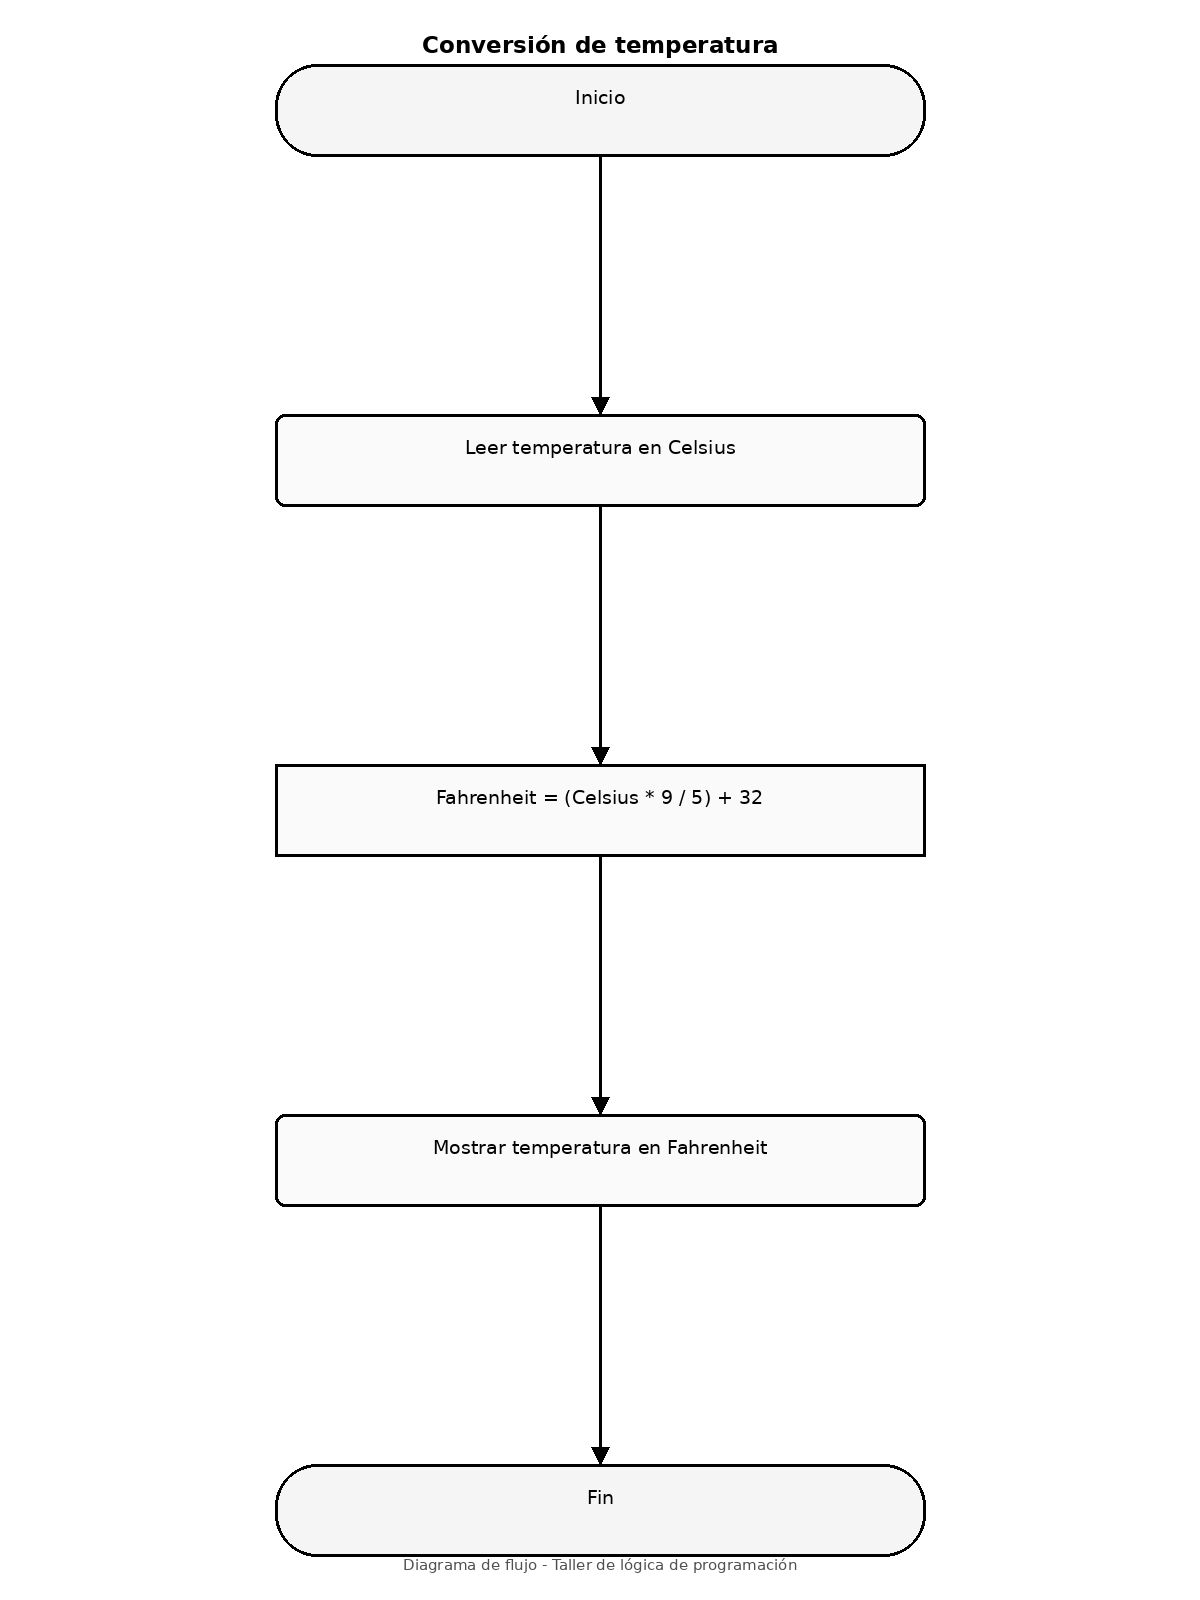 Conversión de temperatura
Inicio
Leer temperatura en Celsius
Fahrenheit = (Celsius * 9 / 5) + 32
Mostrar temperatura en Fahrenheit
Fin
Diagrama de flujo - Taller de lógica de programación